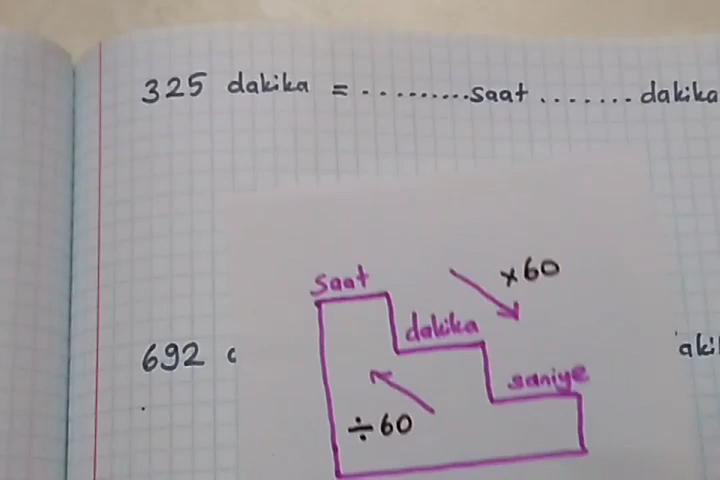 325 dakika = .........saat .......dakika
saat
×60
dakika
692
saniye
÷60